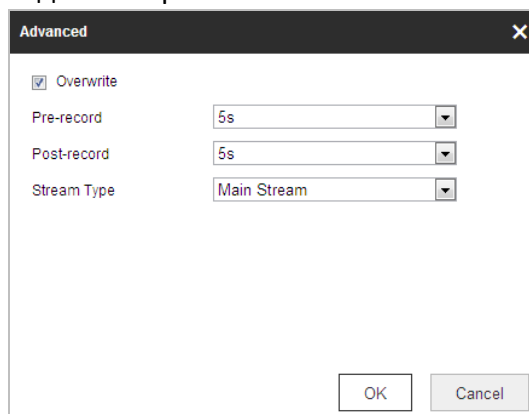 Advanced
Overwrite
Pre-record 5s
Post-record 5s
Stream Type Main Stream
OK Cancel